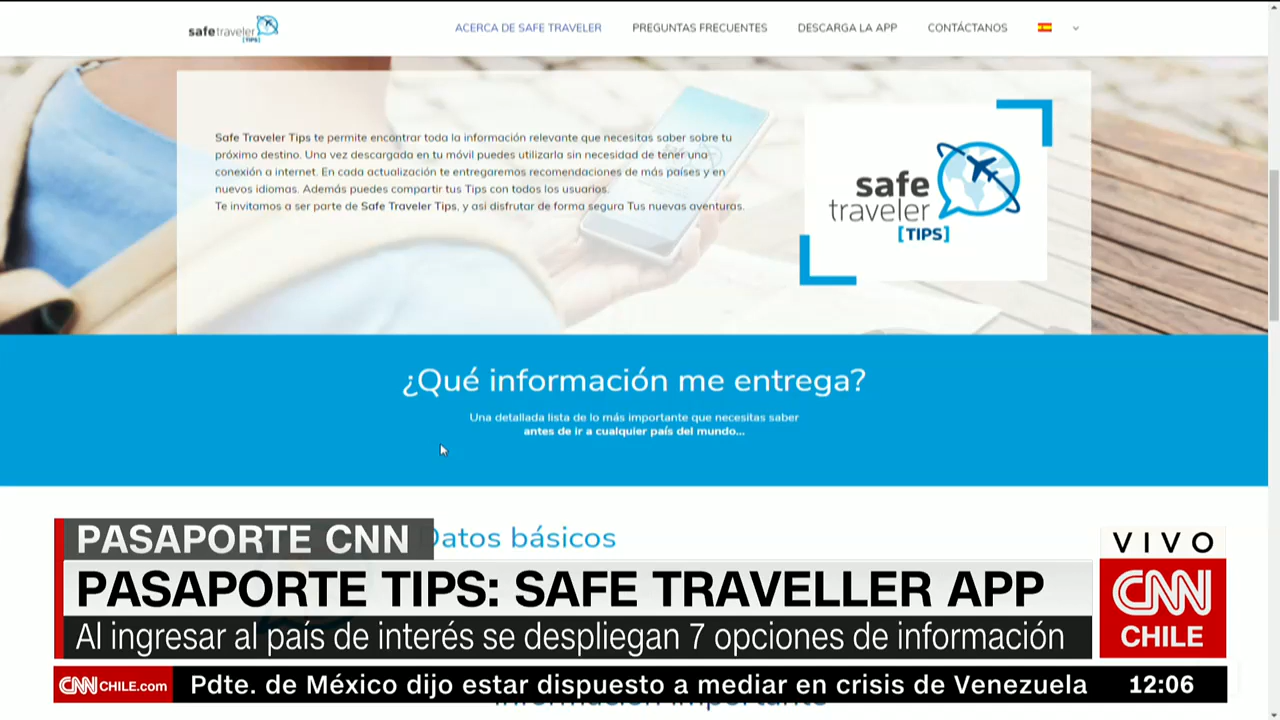 safetraveler
[TIPS]
ACERCA DE SAFE TRAVELER
PREGUNTAS FRECUENTES
DESCARGA LA APP
CONTÁCTANOS
Safe Traveler Tips te permite encontrar toda la información relevante que necesitas saber sobre tu
próximo destino. Una vez descargada en tu móvil puedes utilizarla sin necesidad de tener una
conexión a internet. En cada actualización te entregaremos recomendaciones de más países y en
nuevos idiomas. Además puedes compartir tus Tips con todos los usuarios.
Te invitamos a ser parte de Safe Traveler Tips, y así disfrutar de forma segura Tus nuevas aventuras.
safe
traveler
[TIPS]
¿Qué información me entrega?
Una detallada lista de lo más importante que necesitas saber
antes de ir a cualquier país del mundo...
Datos básicos
PASAPORTE CNN
PASAPORTE TIPS: SAFE TRAVELLER APP
Al ingresar al país de interés se despliegan 7 opciones de información
VIVO
CNN
CHILE
CNNCHILE.com
Pdte. de México dijo estar dispuesto a mediar en crisis de Venezuela
12:06